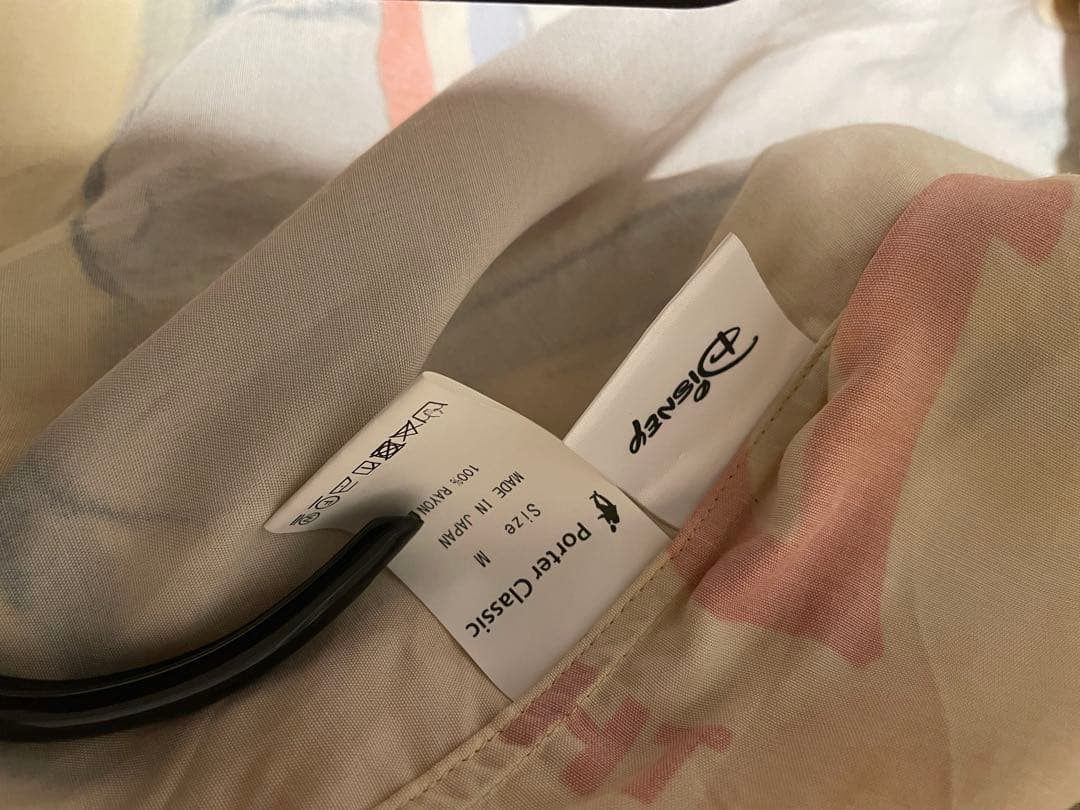 Disney
Porter Classic
Size M
MADE IN JAPAN
100% RAYON